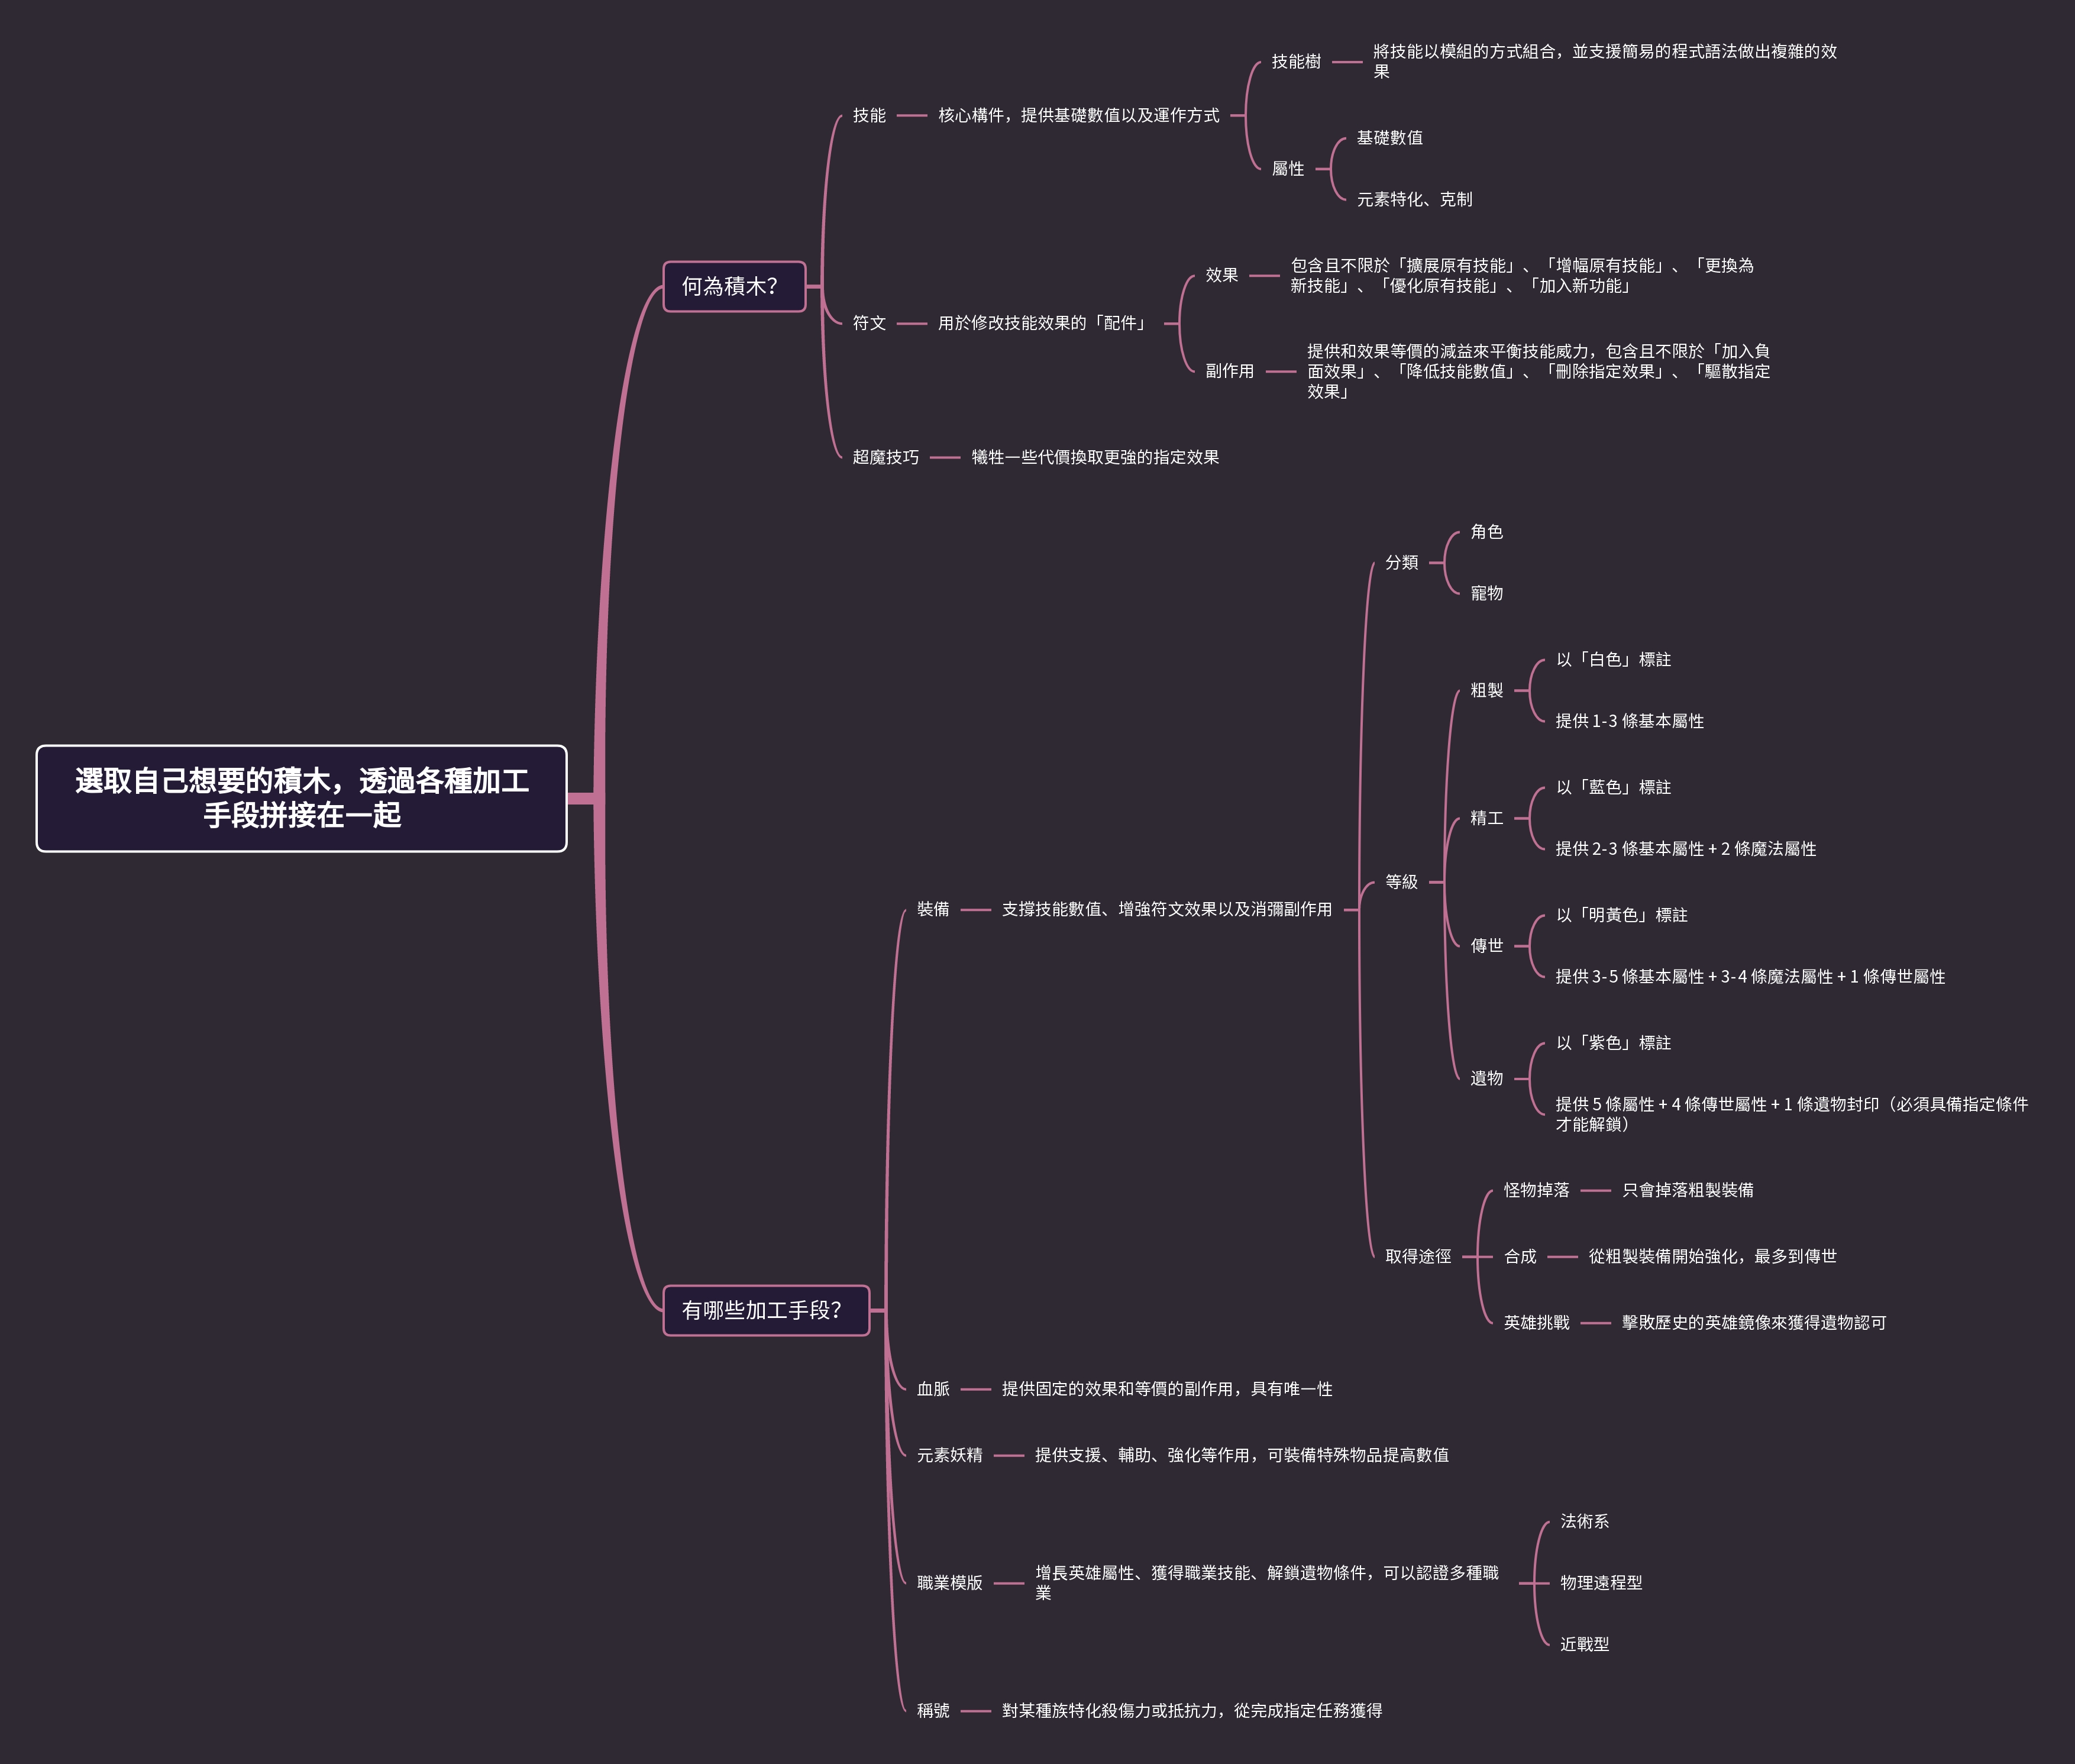 選取自己想要的積木，透過各種加工
手段拼接在一起
何為積木？
技能
核心構件，提供基礎數值以及運作方式
技能樹
將技能以模組的方式組合，並支援簡易的程式語法做出複雜的效
果
屬性
基礎數值
元素特化、克制
符文
用於修改技能效果的「配件」
效果
包含且不限於「擴展原有技能」、「增幅原有技能」、「更換為
新技能」、「優化原有技能」、「加入新功能」
副作用
提供和效果等價的減益來平衡技能威力，包含且不限於「加入負
面效果」、「降低技能數值」、「刪除指定效果」、「驅散指定
效果」
超魔技巧
犧牲一些代價換取更強的指定效果
有哪些加工手段？
裝備
支撐技能數值、增強符文效果以及消彌副作用
分類
角色
寵物
等級
粗製
以「白色」標註
提供 1-3 條基本屬性
精工
以「藍色」標註
提供 2-3 條基本屬性 + 2 條魔法屬性
傳世
以「明黃色」標註
提供 3-5 條基本屬性 + 3-4 條魔法屬性 + 1 條傳世屬性
遺物
以「紫色」標註
提供 5 條屬性 + 4 條傳世屬性 + 1 條遺物封印（必須具備指定條件
才能解鎖）
取得途徑
怪物掉落
只會掉落粗製裝備
合成
從粗製裝備開始強化，最多到傳世
英雄挑戰
擊敗歷史的英雄鏡像來獲得遺物認可
血脈
提供固定的效果和等價的副作用，具有唯一性
元素妖精
提供支援、輔助、強化等作用，可裝備特殊物品提高數值
職業模版
增長英雄屬性、獲得職業技能、解鎖遺物條件，可以認證多種職
業
法術系
物理遠程型
近戰型
稱號
對某種族特化殺傷力或抵抗力，從完成指定任務獲得